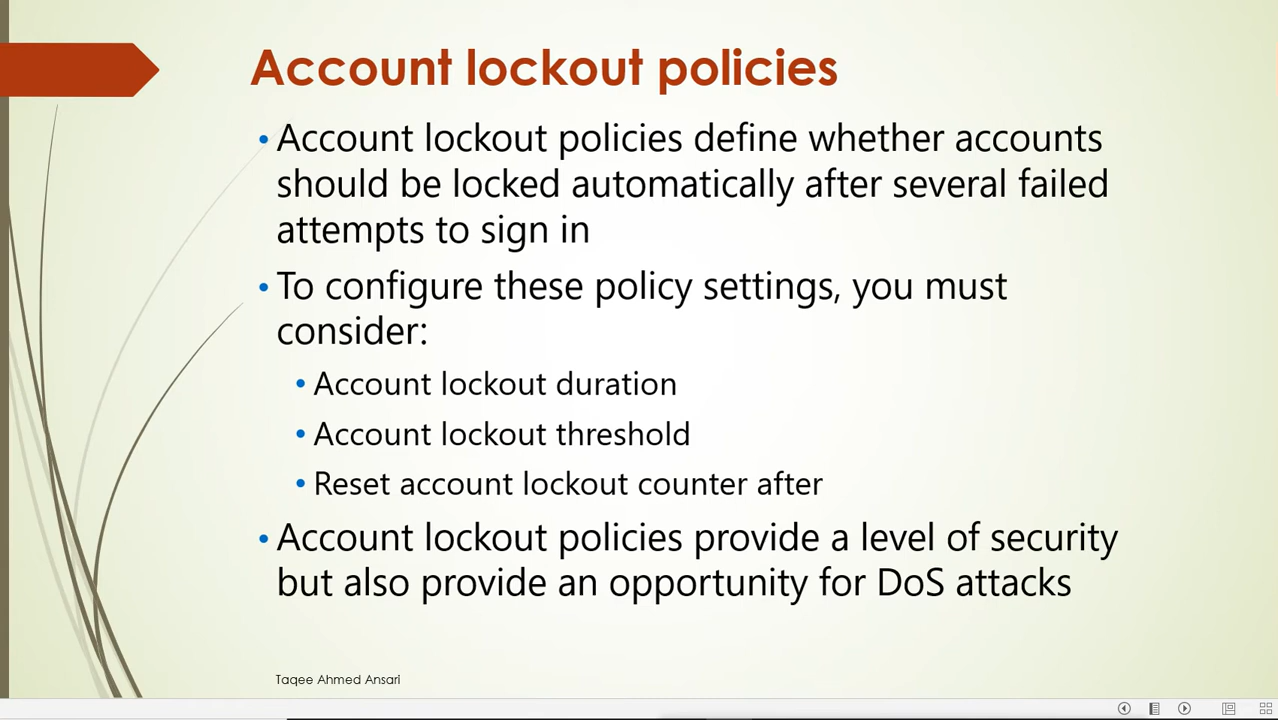 Account lockout policies
• Account lockout policies define whether accounts
should be locked automatically after several failed
attempts to sign in
• To configure these policy settings, you must
consider:
• Account lockout duration
• Account lockout threshold
• Reset account lockout counter after
• Account lockout policies provide a level of security
but also provide an opportunity for DoS attacks
Taqee Ahmed Ansari